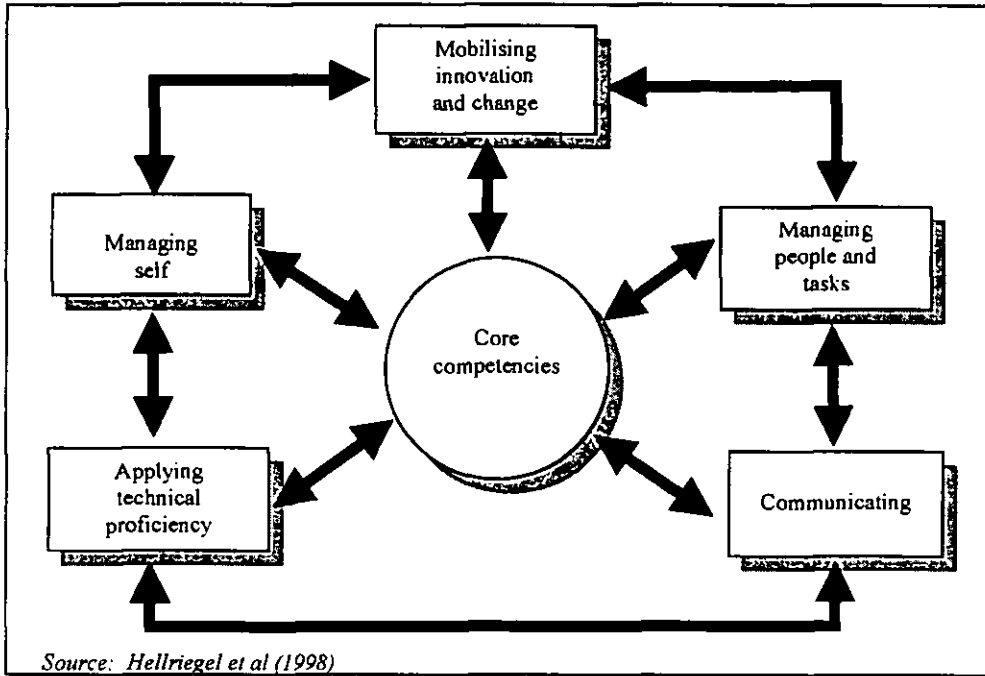 Mobilising
innovation
and change
Managing
self
Managing
people and
tasks
Core
competencies
Applying
technical
proficiency
Communicating
Source: Hellriegel et al (1998)